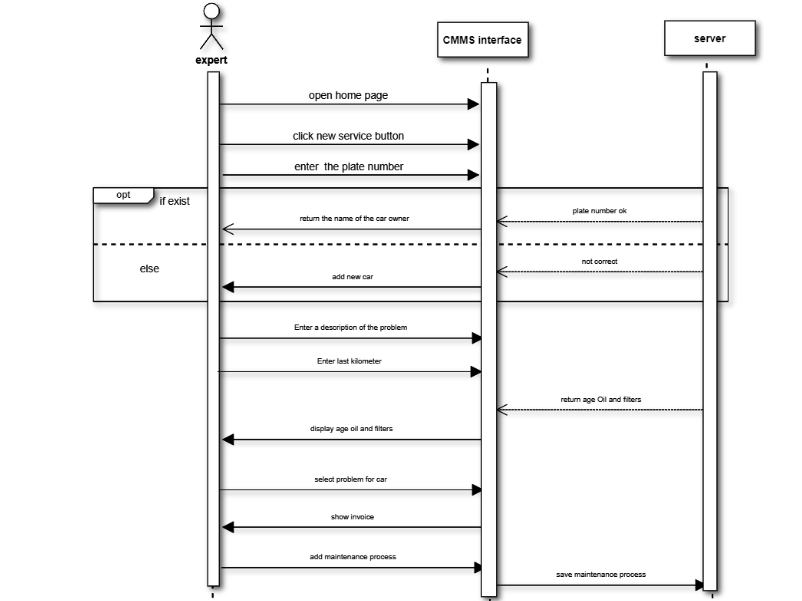 expert
CMMS interface
server
open home page
click new service button
enter the plate number
opt
if exist
plate number ok
return the name of the car owner
else
not correct
add new car
Enter a description of the problem
Enter last kilometer
return age Oil and filters
display age oil and filters
select problem for car
show invoice
add maintenance process
save maintenance process